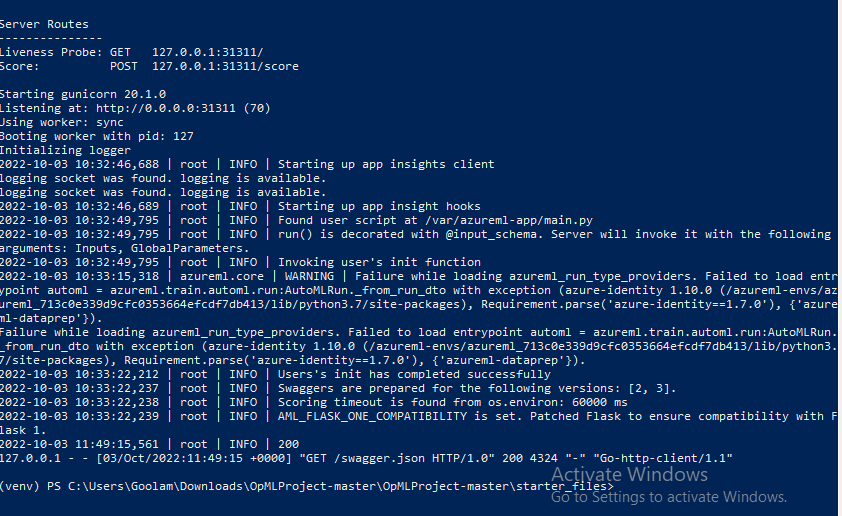 Server Routes
---------------
Liveness Probe: GET   127.0.0.1:31311/
Score:          POST  127.0.0.1:31311/score
Starting gunicorn 20.1.0
Listening at: http://0.0.0.0:31311 (70)
Using worker: sync
Booting worker with pid: 127
Initializing logger
2022-10-03 10:32:46,688 | root | INFO | Starting up app insights client
logging socket was found. logging is available.
logging socket was found. logging is available.
2022-10-03 10:32:46,689 | root | INFO | Starting up app insight hooks
2022-10-03 10:32:49,795 | root | INFO | Found user script at /var/azureml-app/main.py
2022-10-03 10:32:49,795 | root | INFO | run() is decorated with @input_schema. Server will invoke it with the following
arguments: Inputs, GlobalParameters.
2022-10-03 10:32:49,795 | root | INFO | Invoking user's init function
2022-10-03 10:33:15,318 | azureml.core | WARNING | Failure while loading azureml_run_type_providers. Failed to load entr
ypoint automl = azureml.train.automl.run:AutoMLRun._from_run_dto with exception (azure-identity 1.10.0 (/azureml-envs/az
ureml_713c0e339d9cfc0353664efcdf7db413/lib/python3.7/site-packages), Requirement.parse('azure-identity==1.7.0'), {'azure
ml-dataprep'}).
Failure while loading azureml_run_type_providers. Failed to load entrypoint automl = azureml.train.automl.run:AutoMLRun.
_from_run_dto with exception (azure-identity 1.10.0 (/azureml-envs/azureml_713c0e339d9cfc0353664efcdf7db413/lib/python3.
7/site-packages), Requirement.parse('azure-identity==1.7.0'), {'azureml-dataprep'}).
2022-10-03 10:33:22,212 | root | INFO | Users's init has completed successfully
2022-10-03 10:33:22,237 | root | INFO | Swaggers are prepared for the following versions: [2, 3].
2022-10-03 10:33:22,238 | root | INFO | Scoring timeout is found from os.environ: 60000 ms
2022-10-03 10:33:22,239 | root | INFO | AML_FLASK_ONE_COMPATIBILITY is set. Patched Flask to ensure compatibility with F
lask 1.
2022-10-03 11:49:15,561 | root | INFO | 200
127.0.0.1 - - [03/Oct/2022:11:49:15 +0000] "GET /swagger.json HTTP/1.0" 200 4324 "-" "Go-http-client/1.1"
Activate Windows
(venv) PS C:\Users\Goolam\Downloads\OpMLProject-master\OpMLProject-master\starter_files>
Go to Settings to activate Windows.